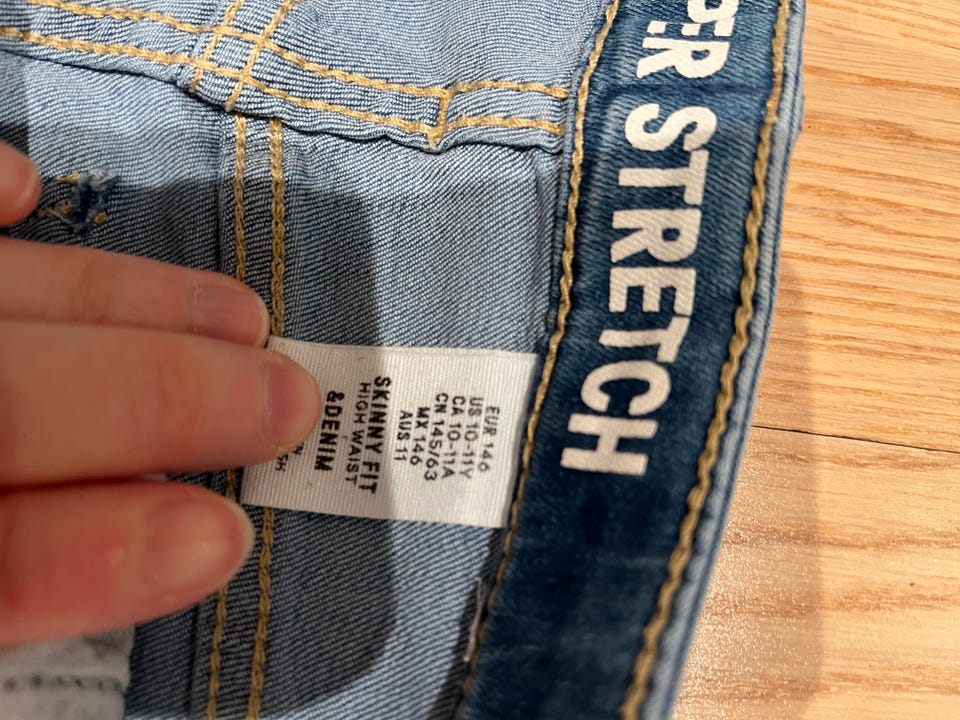 STRETCH
EUR 146
US 10-11Y
CA 10-11A
CN 145/63
MX 146
AUS 11
SKINNY FIT
HIGH WAIST
&DENIM